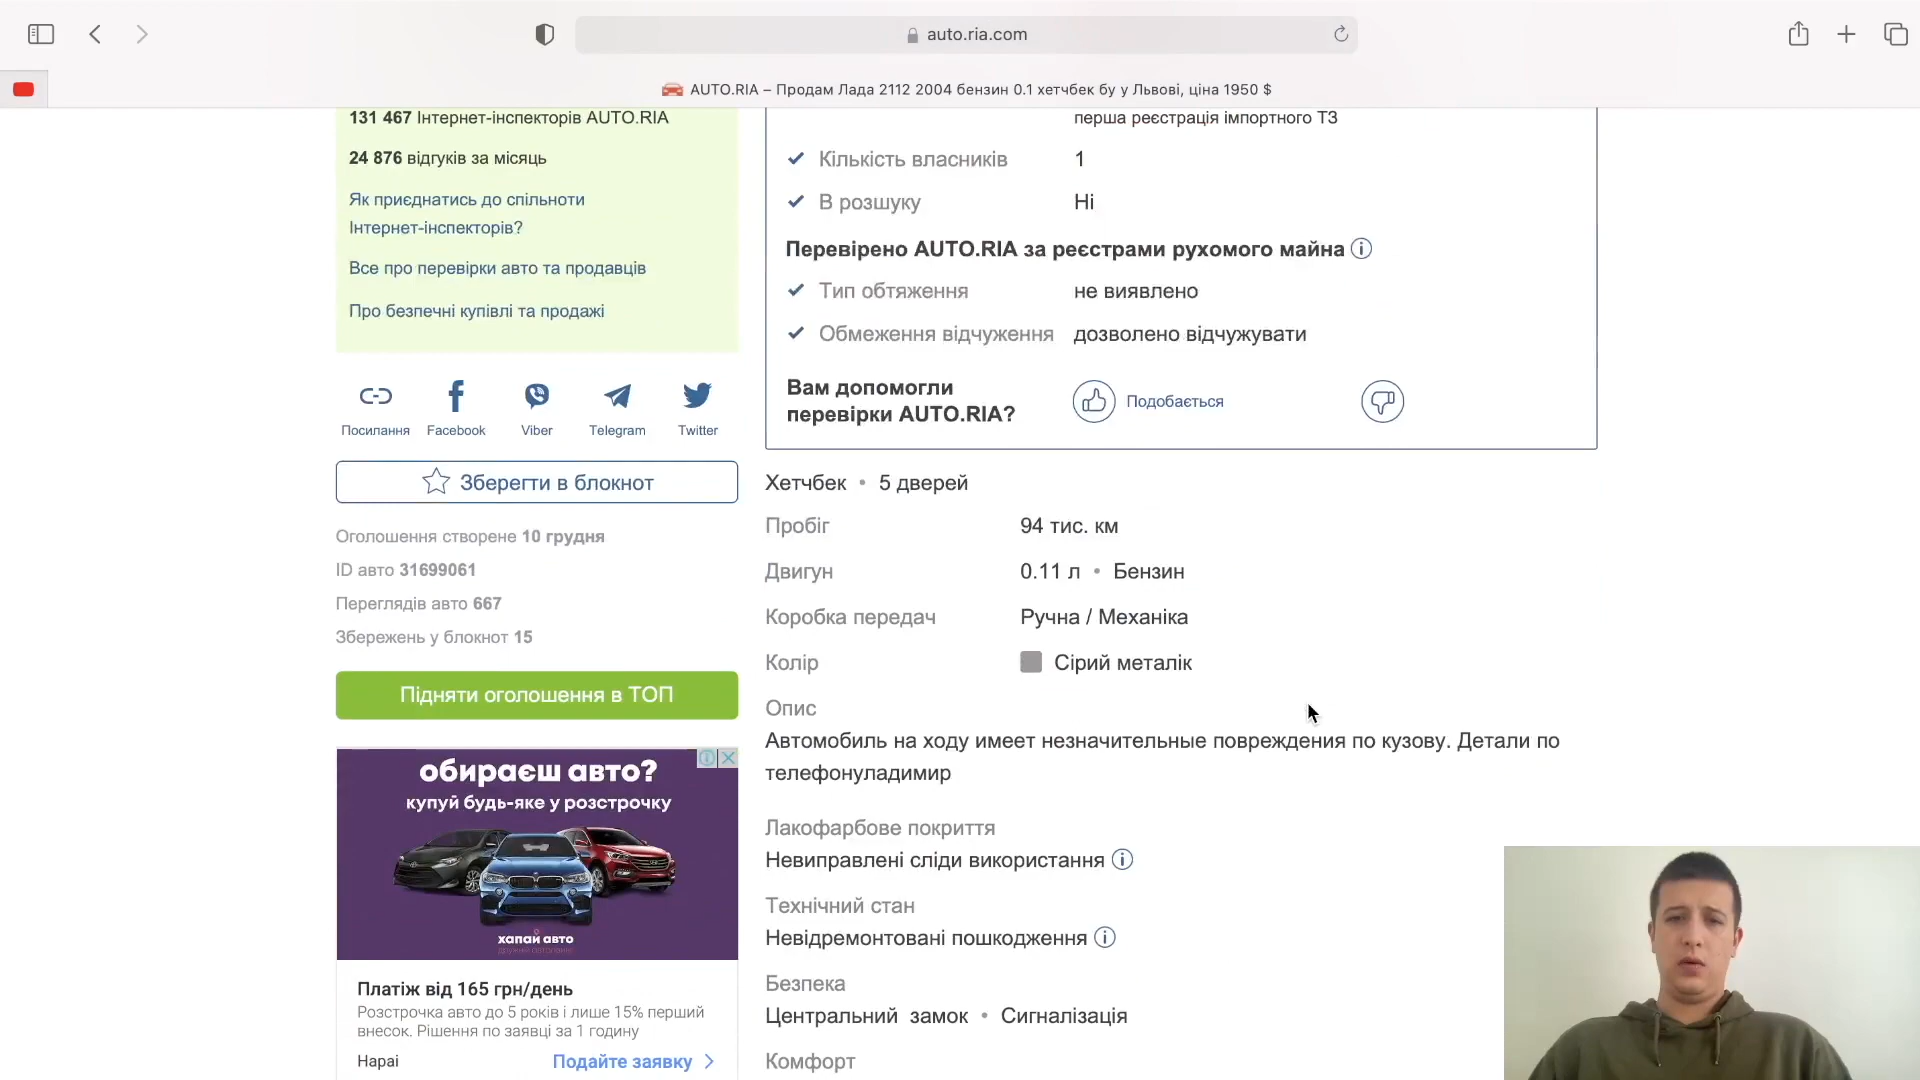 auto.ria.com
AUTO.RIA – Продам Лада 2112 2004 бензин 0.1 хетчбек бу у Львові, ціна 1950 $
131 467 Інтернет-інспекторів AUTO.RIA
24 876 відгуків за місяць
Як приєднатись до спільноти
Інтернет-інспекторів?
Все про перевірки авто та продавців
Про безпечні купівлі та продажі
Посилання
Facebook
Viber
Telegram
Twitter
Зберегти в блокнот
Оголошення створене 10 грудня
ID авто 31699061
Переглядів авто 667
Збережень у блокнот 15
Підняти оголошення в ТОП
обираєш авто?
купуй будь-яке у розстрочку
хапай авто
Платіж від 165 грн/день
Розстрочка авто до 5 років і лише 15% перший
внесок. Рішення по заявці за 1 годину
Hapai
Подайте заявку
перша реєстрація імпортного ТЗ
Кількість власників 1
В розшуку Ні
Перевірено AUTO.RIA за реєстрами рухомого майна
Тип обтяження не виявлено
Обмеження відчуження дозволено відчужувати
Вам допомогли
перевірки AUTO.RIA?
Подобається
Хетчбек • 5 дверей
Пробіг 94 тис. км
Двигун 0.11 л • Бензин
Коробка передач Ручна / Механіка
Колір Сірий металік
Опис
Автомобиль на ходу имеет незначительные повреждения по кузову. Детали по
телефонуладимир
Лакофарбове покриття
Невиправлені сліди використання
Технічний стан
Невідремонтовані пошкодження
Безпека
Центральний замок • Сигналізація
Комфорт